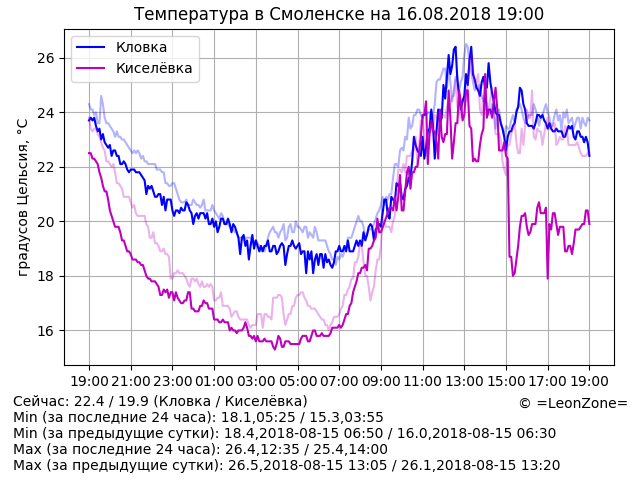 Температура в Смоленске на 16.08.2018 19:00
Кловка
Киселёвка
градусов Цельсия, °C
26
24
22
20
18
16
19:00 21:00 23:00 01:00 03:00 05:00 07:00 09:00 11:00 13:00 15:00 17:00 19:00
Сейчас: 22.4 / 19.9 (Кловка / Киселёвка)
© =LeonZone=
Min (за последние 24 часа): 18.1,05:25 / 15.3,03:55
Min (за предыдущие сутки): 18.4,2018-08-15 06:50 / 16.0,2018-08-15 06:30
Max (за последние 24 часа): 26.4,12:35 / 25.4,14:00
Max (за предыдущие сутки): 26.5,2018-08-15 13:05 / 26.1,2018-08-15 13:20